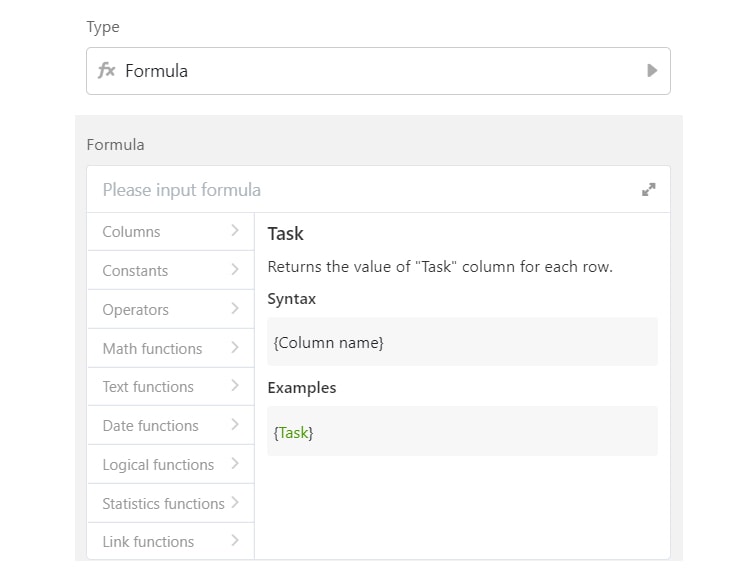 Type
fx Formula
Formula
Please input formula
Columns
Constants
Operators
Math functions
Text functions
Date functions
Logical functions
Statistics functions
Link functions
Task
Returns the value of "Task" column for each row.
Syntax
{Column name}
Examples
{Task}